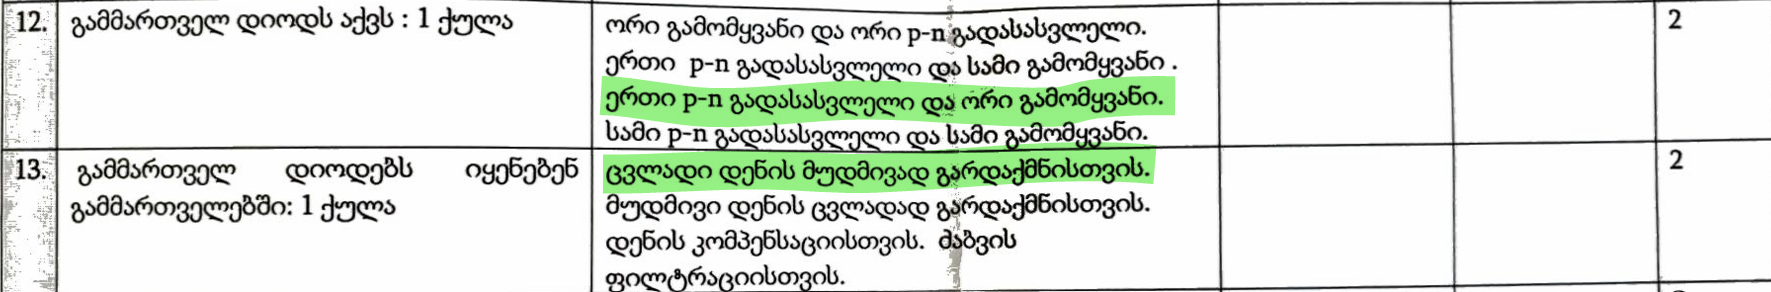 12. გამმართველ დიოდს აქვს : 1 ქულა
ორი გამომყვანი და ორი p-n გადასასვლელი.
ერთი p-n გადასასვლელი და სამი გამომყვანი .
ერთი p-n გადასასვლელი და ორი გამომყვანი.
სამი p-n გადასასვლელი და სამი გამომყვანი.
2
13. გამმართველ დიოდებს იყენებენ
გამმართველებში: 1 ქულა
ცვლადი დენის მუდმივად გარდაქმნისთვის.
მუდმივი დენის ცვლადად გარდაქმნისთვის.
დენის კომპენსაციისთვის. ძაბვის
ფილტრაციისთვის.
2